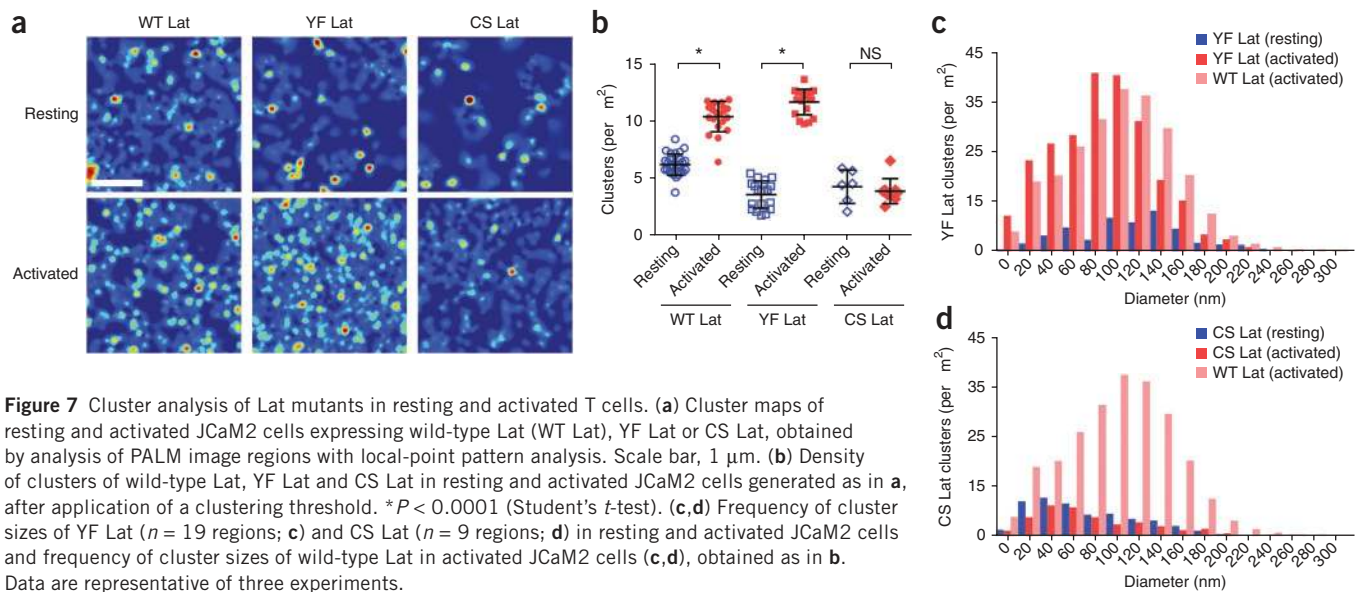 a
WT Lat YF Lat CS Lat
Resting
Activated
b
* * NS
Clusters (per m²)
15
10
5
0
Resting
Activated
Resting
Activated
Resting
Activated
WT Lat YF Lat CS Lat
c
YF Lat (resting)
YF Lat (activated)
WT Lat (activated)
YF Lat clusters (per m²)
45
35
25
15
0
0 20 40 60 80 100 120 140 160 180 200 220 240 260 280 300
Diameter (nm)
d
CS Lat (resting)
CS Lat (activated)
WT Lat (activated)
CS Lat clusters (per m²)
45
35
25
15
0
0 20 40 60 80 100 120 140 160 180 200 220 240 260 280 300
Diameter (nm)
Figure 7 Cluster analysis of Lat mutants in resting and activated T cells. (a) Cluster maps of
resting and activated JCaM2 cells expressing wild-type Lat (WT Lat), YF Lat or CS Lat, obtained
by analysis of PALM image regions with local-point pattern analysis. Scale bar, 1 μm. (b) Density
of clusters of wild-type Lat, YF Lat and CS Lat in resting and activated JCaM2 cells generated as in a,
after application of a clustering threshold. *P < 0.0001 (Student's t-test). (c,d) Frequency of cluster
sizes of YF Lat (n = 19 regions; c) and CS Lat (n = 9 regions; d) in resting and activated JCaM2 cells
and frequency of cluster sizes of wild-type Lat in activated JCaM2 cells (c,d), obtained as in b.
Data are representative of three experiments.